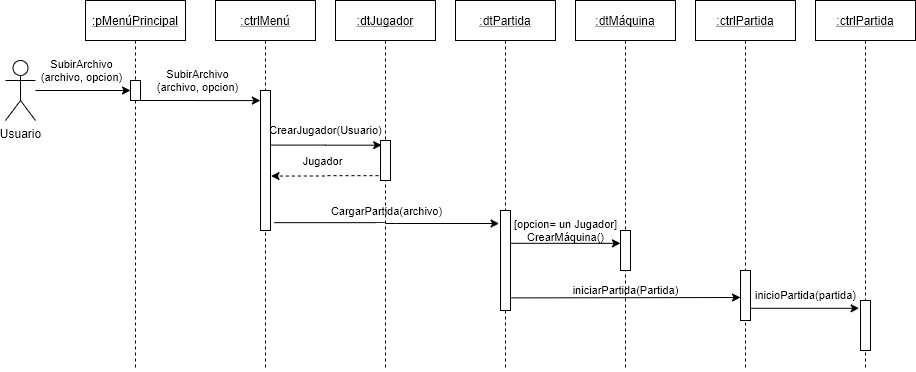 :pMenúPrincipal
:ctrlMenú
:dtJugador
:dtPartida
:dtMáquina
:ctrlPartida
:ctrlPartida
SubirArchivo
(archivo, opcion)
SubirArchivo
(archivo, opcion)
Usuario
CrearJugador(Usuario)
Jugador
CargarPartida(archivo)
[opcion= un Jugador]
CrearMáquina()
iniciarPartida(Partida)
inicioPartida(partida)